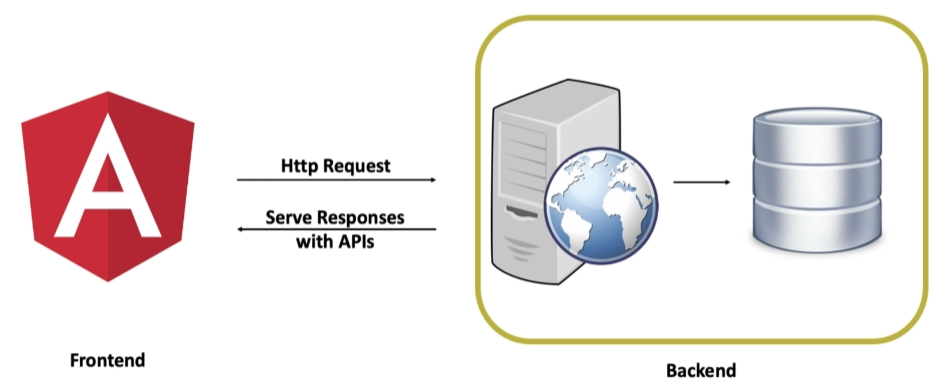 Http Request
Serve Responses
with APIs
Frontend
Backend